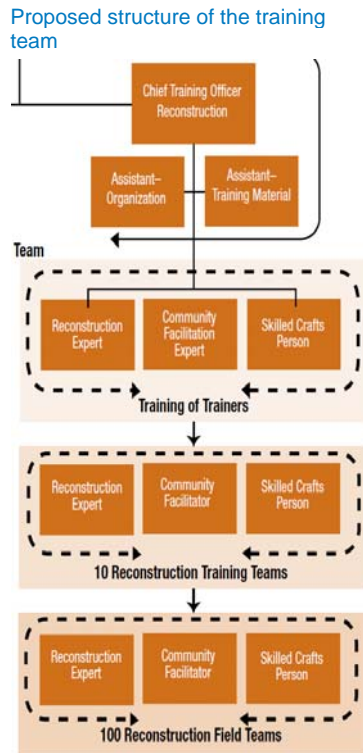 Proposed structure of the training
team
Chief Training Officer
Reconstruction
Assistant–
Organization
Assistant–
Training Material
Team
Reconstruction
Expert
Community
Facilitation
Expert
Skilled Crafts
Person
Training of Trainers
Reconstruction
Expert
Community
Facilitator
Skilled Crafts
Person
10 Reconstruction Training Teams
Reconstruction
Expert
Community
Facilitator
Skilled Crafts
Person
100 Reconstruction Field Teams